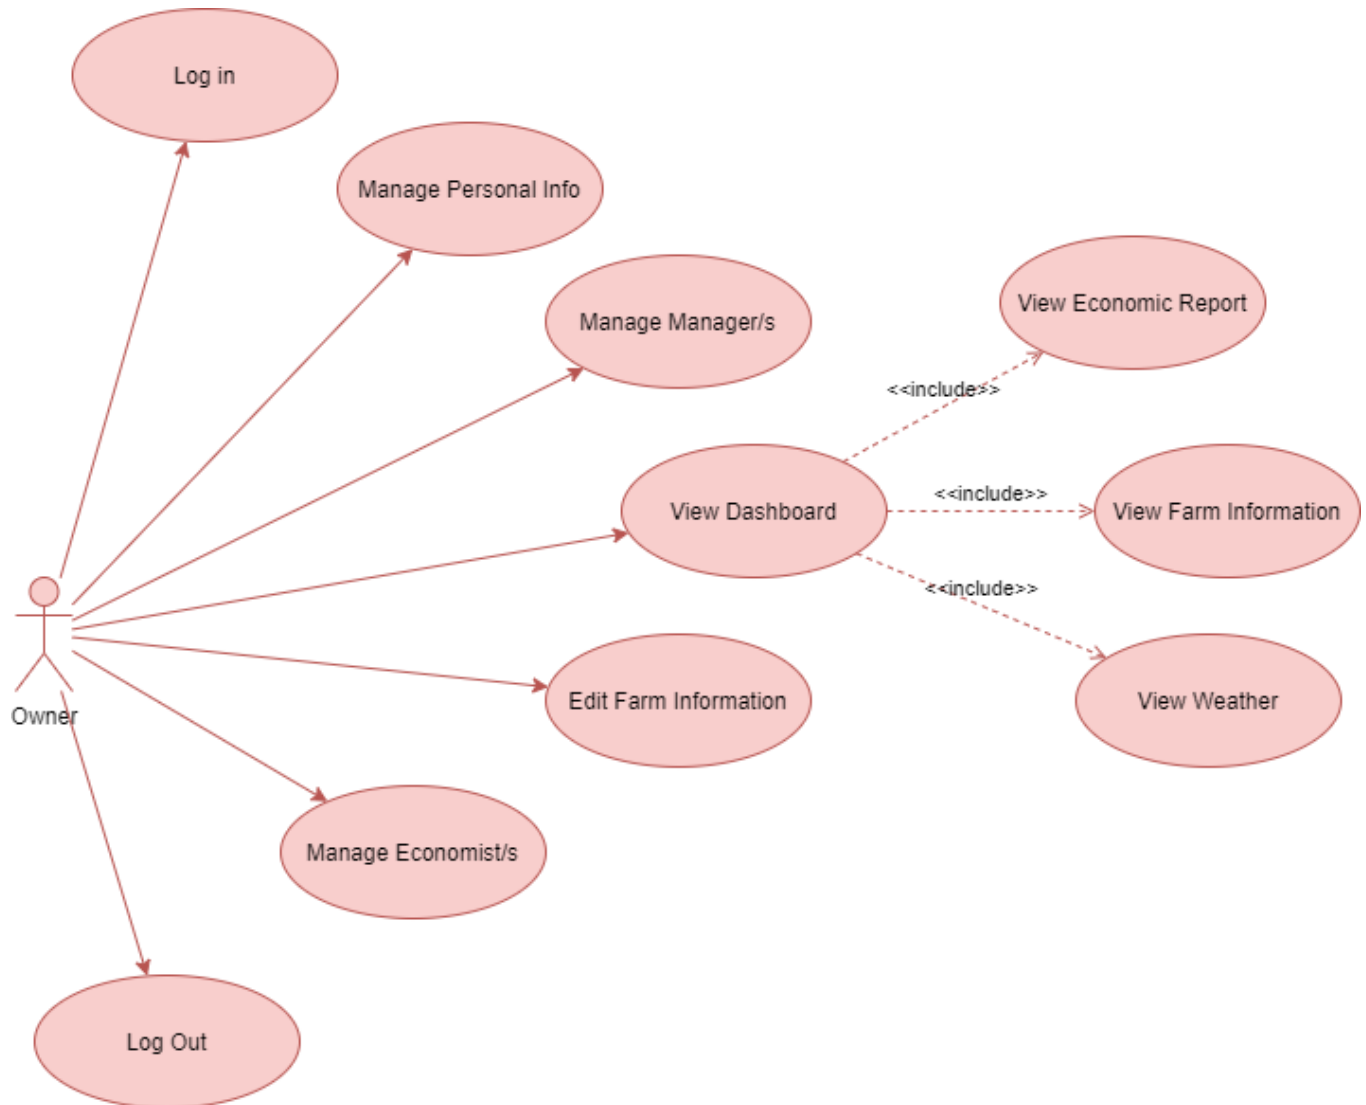 Log in
Manage Personal Info
Manage Manager/s
View Economic Report
<<include>>
View Dashboard
<<include>>
View Farm Information
<<include>>
Edit Farm Information
View Weather
Owner
Manage Economist/s
Log Out